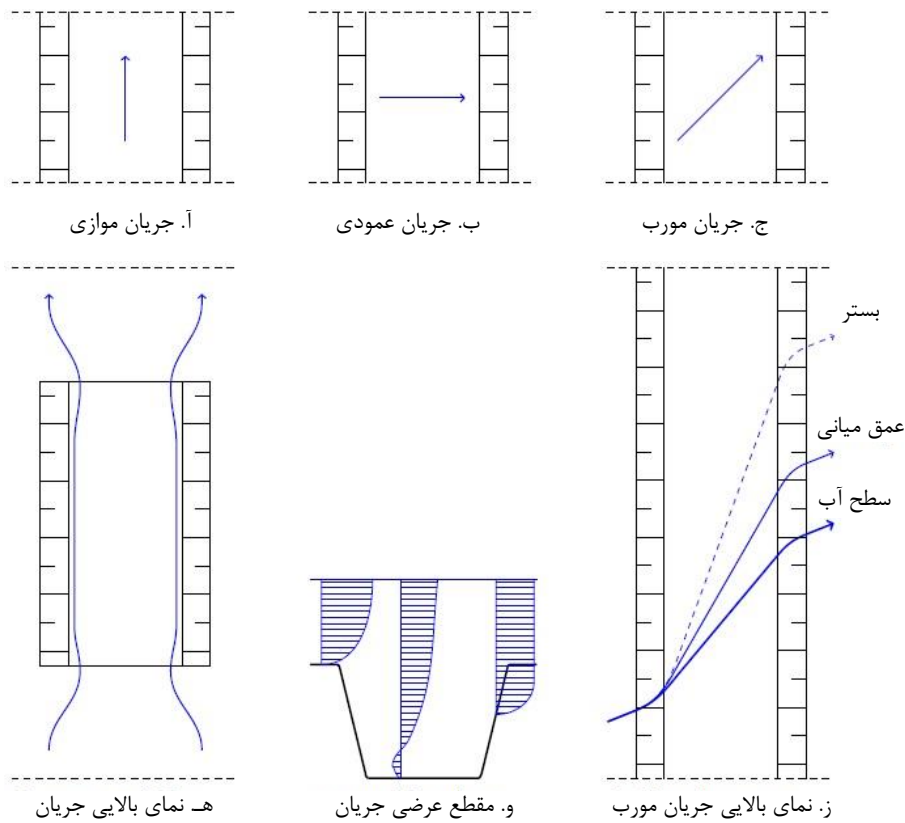 آ. جریان موازی
ب. جریان عمودی
ج. جریان مورب
بستر
عمق میانی
سطح آب
هـ نمای بالایی جریان
و. مقطع عرضی جریان
ز. نمای بالایی جریان مورب